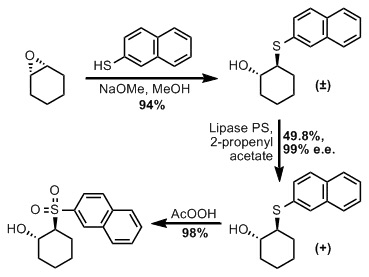 O
HS
NaOMe, MeOH
94%
S
HO
(±)
Lipase PS,
2-propenyl
acetate
49.8%,
99% e.e.
S
HO
(+)
AcOOH
98%
O
O
S
HO